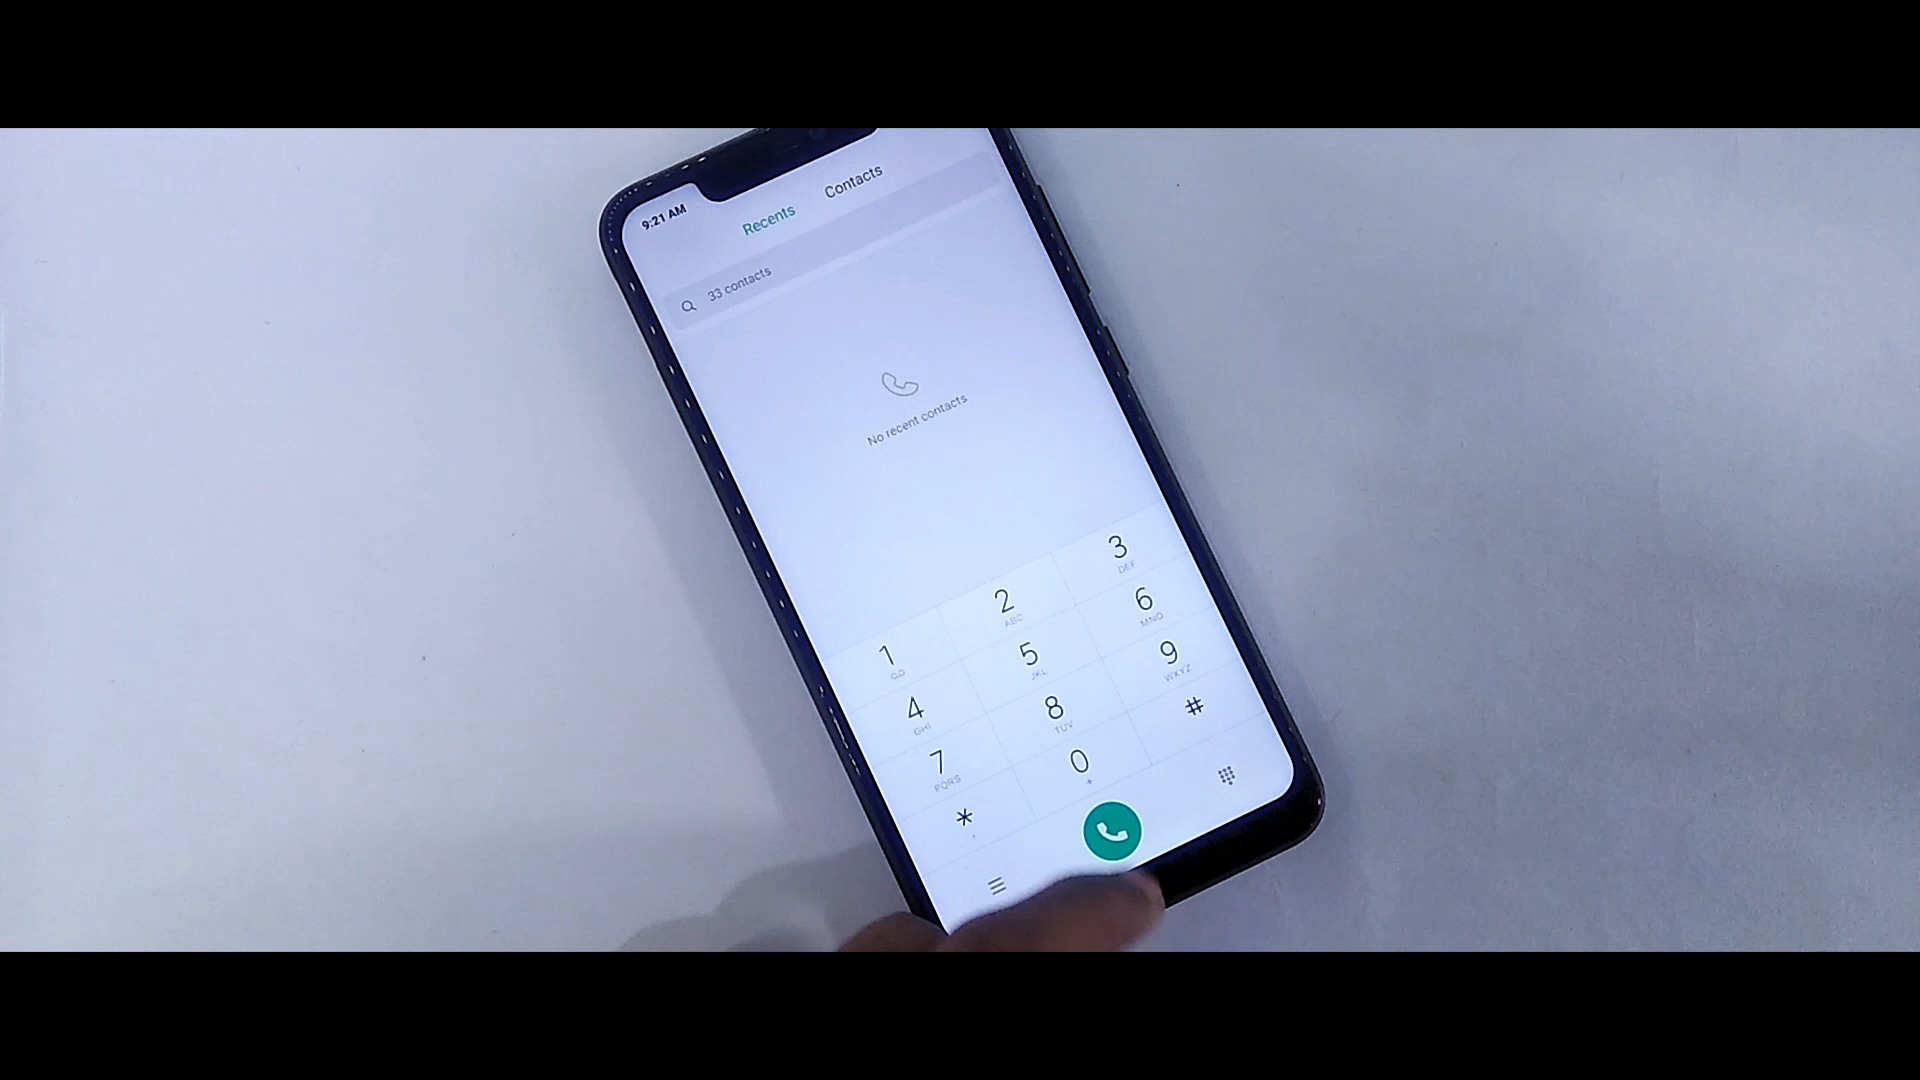 9:21 AM
Recents
Contacts
33 contacts
No recent contacts
1
2
ABC
3
DEF
4
GHI
5
JKL
6
MNO
7
PQRS
8
TUV
9
WXYZ
*
,
0
+
#